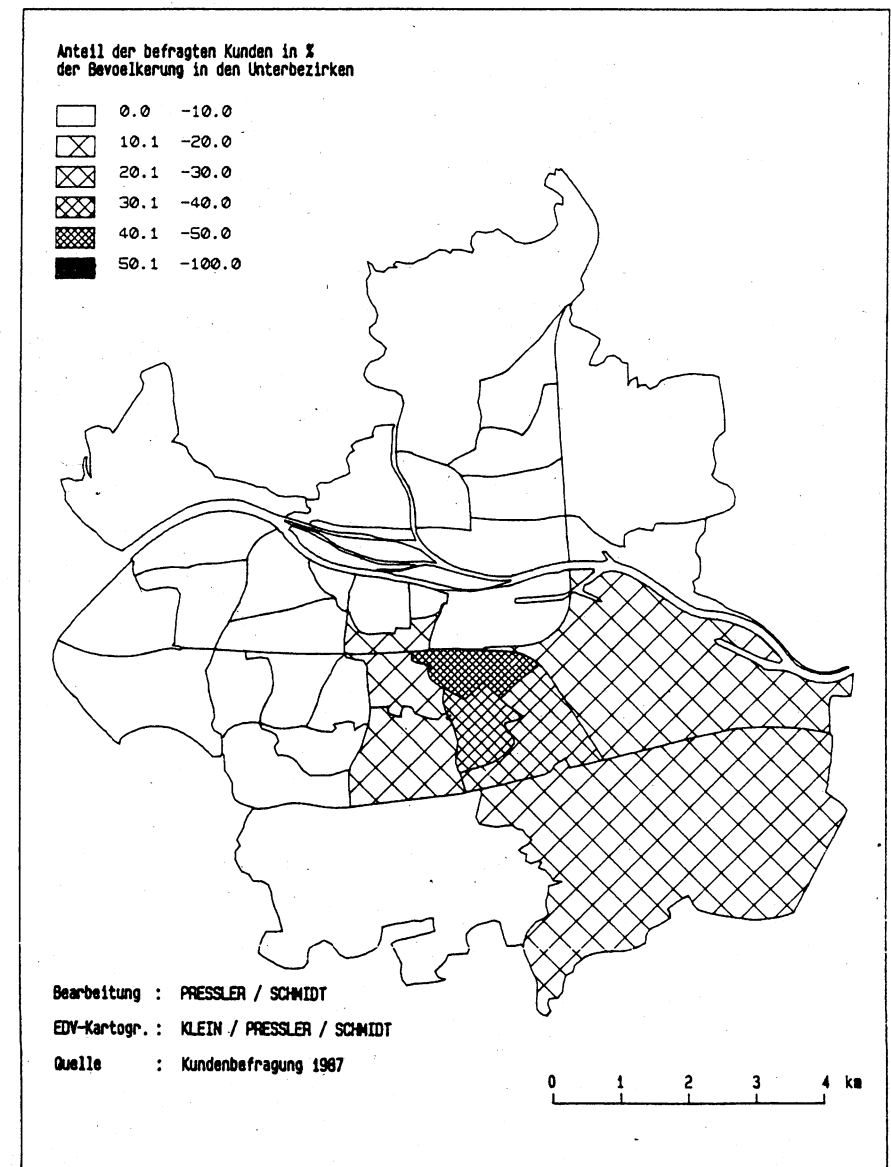 Anteil der befragten Kunden in %
der Bevoelkerung in den Unterbezirken
0.0 -10.0
10.1 -20.0
20.1 -30.0
30.1 -40.0
40.1 -50.0
50.1 -100.0
Bearbeitung : PRESSLER / SCHMIDT
EDV-Kartogr. : KLEIN / PRESSLER / SCHMIDT
Quelle : Kundenbefragung 1987
0 1 2 3 4 km